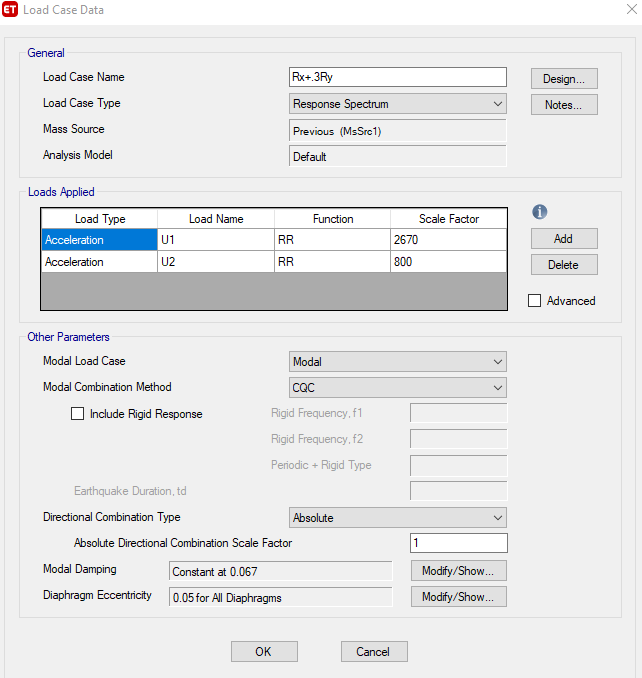 ET Load Case Data
General
Load Case Name Rx+.3Ry Design...
Load Case Type Response Spectrum Notes...
Mass Source Previous (MsSrc1)
Analysis Model Default
Loads Applied
Load Type Load Name Function Scale Factor
Acceleration U1 RR 2670 Add
Acceleration U2 RR 800 Delete
Advanced
Other Parameters
Modal Load Case Modal
Modal Combination Method CQC
Include Rigid Response Rigid Frequency, f1
Rigid Frequency, f2
Periodic + Rigid Type
Earthquake Duration, td
Directional Combination Type Absolute
Absolute Directional Combination Scale Factor 1
Modal Damping Constant at 0.067 Modify/Show...
Diaphragm Eccentricity 0.05 for All Diaphragms Modify/Show...
OK Cancel